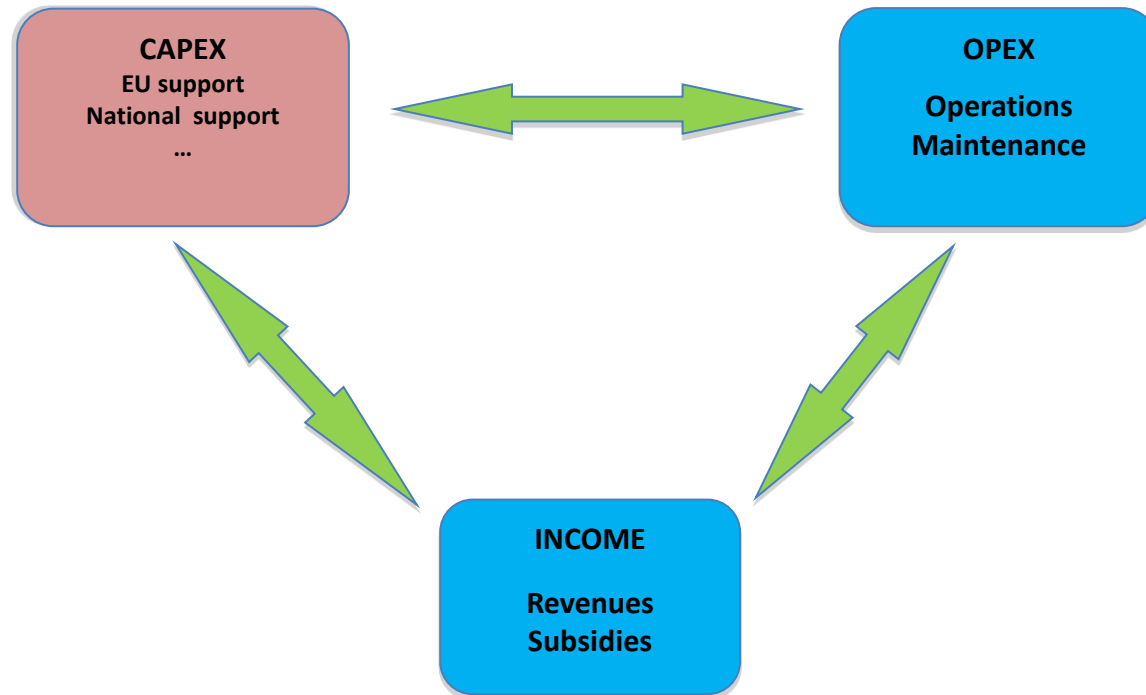 CAPEX
EU support
National  support
…
OPEX
Operations
Maintenance
INCOME
Revenues
Subsidies